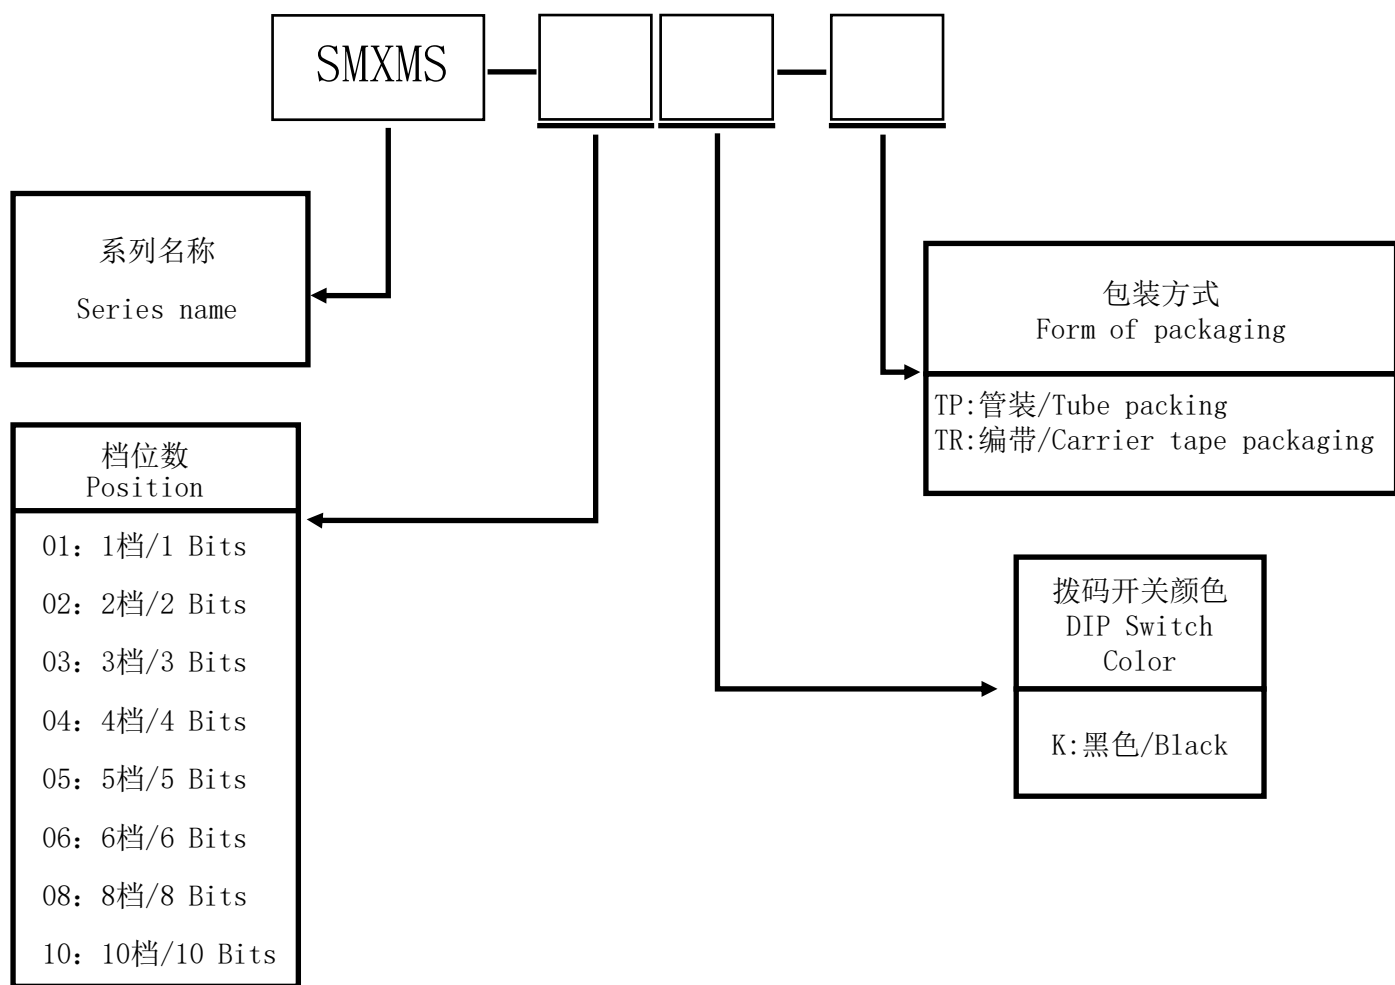 SMXMS
系列名称
Series name
包装方式
Form of packaging
TP:管装/Tube packing
TR:编带/Carrier tape packaging
档位数
Position
01: 1档/1 Bits
02: 2档/2 Bits
03: 3档/3 Bits
04: 4档/4 Bits
05: 5档/5 Bits
06: 6档/6 Bits
08: 8档/8 Bits
10: 10档/10 Bits
拨码开关颜色
DIP Switch
Color
K:黑色/Black